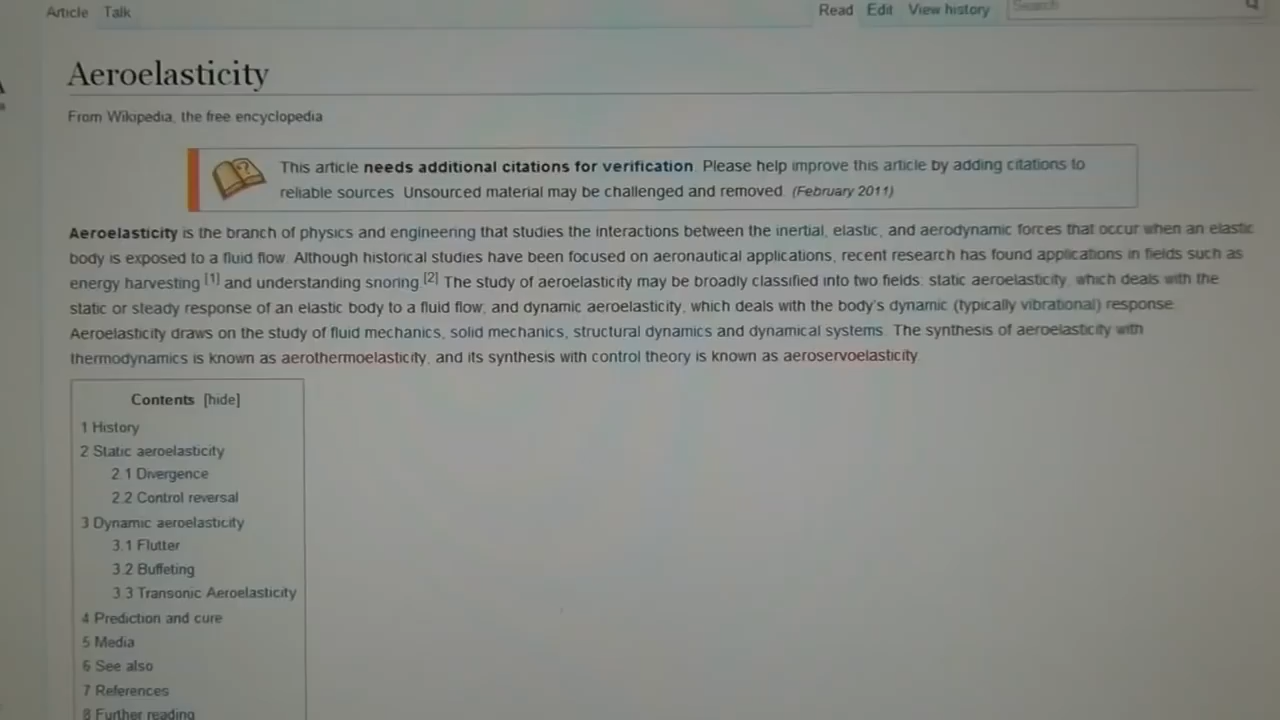 Article Talk Read Edit View history Search
Aeroelasticity
From Wikipedia, the free encyclopedia
This article needs additional citations for verification. Please help improve this article by adding citations to
reliable sources. Unsourced material may be challenged and removed. (February 2011)
Aeroelasticity is the branch of physics and engineering that studies the interactions between the inertial, elastic, and aerodynamic forces that occur when an elastic
body is exposed to a fluid flow. Although historical studies have been focused on aeronautical applications, recent research has found applications in fields such as
energy harvesting [1] and understanding snoring.[2] The study of aeroelasticity may be broadly classified into two fields: static aeroelasticity, which deals with the
static or steady response of an elastic body to a fluid flow; and dynamic aeroelasticity, which deals with the body's dynamic (typically vibrational) response.
Aeroelasticity draws on the study of fluid mechanics, solid mechanics, structural dynamics and dynamical systems. The synthesis of aeroelasticity with
thermodynamics is known as aerothermoelasticity, and its synthesis with control theory is known as aeroservoelasticity.
Contents [hide]
1 History
2 Static aeroelasticity
2.1 Divergence
2.2 Control reversal
3 Dynamic aeroelasticity
3.1 Flutter
3.2 Buffeting
3.3 Transonic Aeroelasticity
4 Prediction and cure
5 Media
6 See also
7 References
8 Further reading